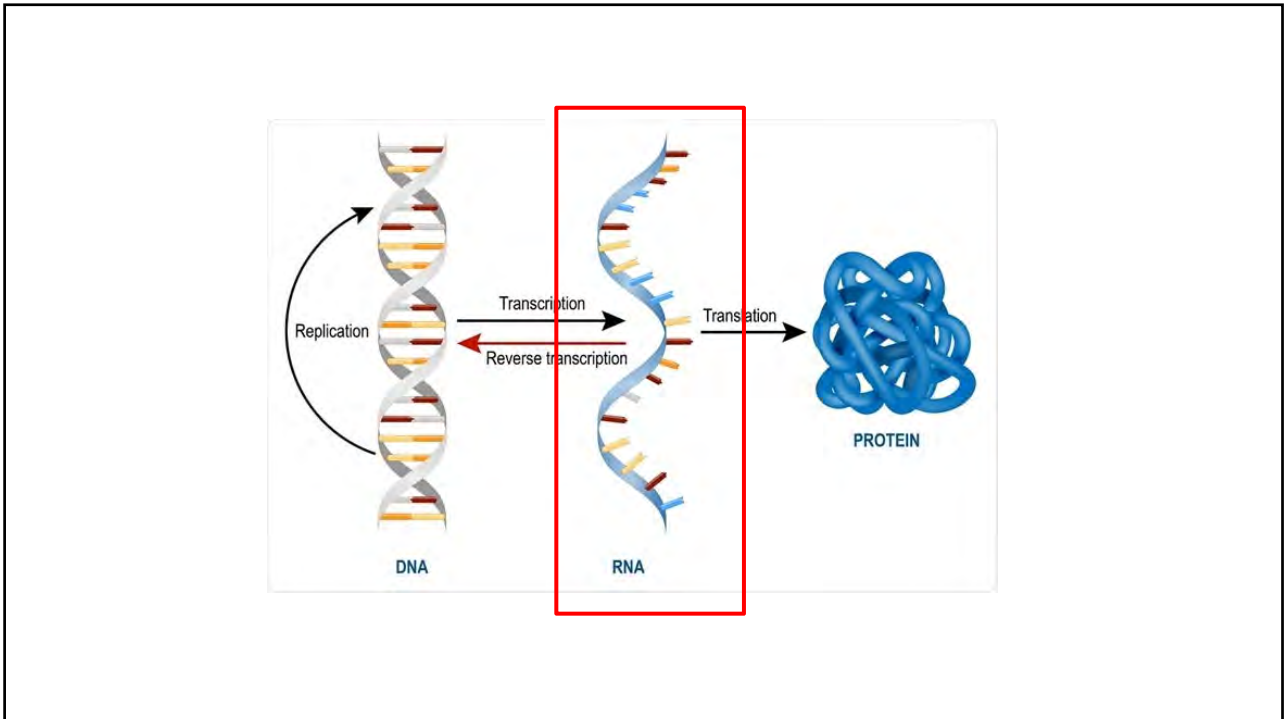 Transcription
Translation
Replication
Reverse transcription
PROTEIN
DNA
RNA